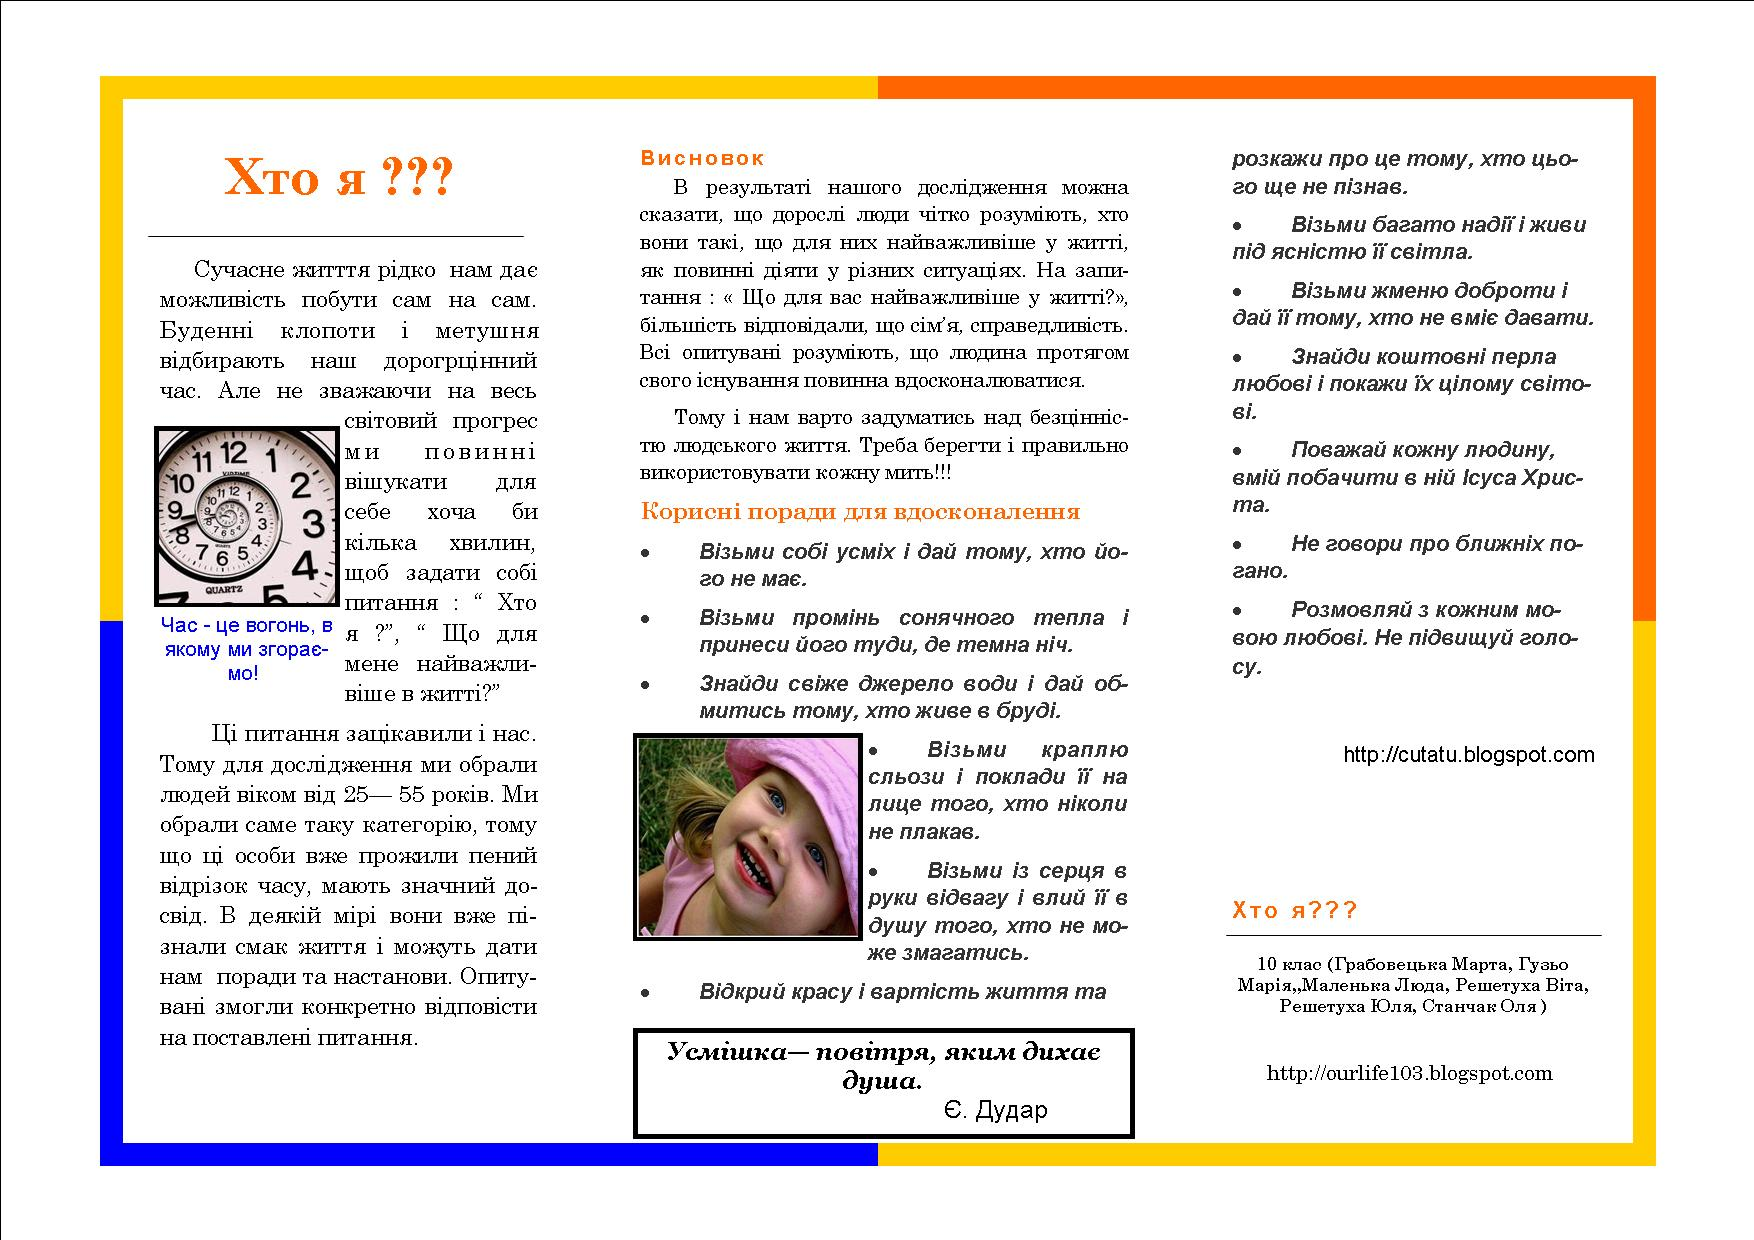 Хто я ???
Сучасне житття рідко нам дає
можливість побути сам на сам.
Буденні клопоти і метушня
відбирають наш дорогрцінний
час. Але не зважаючи на весь
світовий прогрес
ми повинні
вішукати для
себе хоча би
кілька хвилин,
щоб задати собі
питання : “ Хто
я ?”, “ Що для
мене найважли-
віше в житті?”
VIPTIME
QUARTZ
Час - це вогонь, в
якому ми згорає-
мо!
Ці питання зацікавили і нас.
Тому для дослідження ми обрали
людей віком від 25— 55 років. Ми
обрали саме таку категорію, тому
що ці особи вже прожили пений
відрізок часу, мають значний до-
свід. В деякій мірі вони вже пі-
знали смак життя і можуть дати
нам поради та настанови. Опиту-
вані змогли конкретно відповісти
на поставлені питання.
Висновок
В результаті нашого дослідження можна
сказати, що дорослі люди чітко розуміють, хто
вони такі, що для них найважливіше у житті,
як повинні діяти у різних ситуаціях. На запи-
тання : « Що для вас найважливіше у житті?»,
більшість відповідали, що сім’я, справедливість.
Всі опитувані розуміють, що людина протягом
свого існування повинна вдосконалюватися.
Тому і нам варто задуматись над безцінніс-
тю людського життя. Треба берегти і правильно
використовувати кожну мить!!!
Корисні поради для вдосконалення
• Візьми собі усміх і дай тому, хто йо-
го не має.
• Візьми промінь сонячного тепла і
принеси його туди, де темна ніч.
• Знайди свіже джерело води і дай об-
митись тому, хто живе в бруді.
• Візьми краплю
сльози і поклади її на
лице того, хто ніколи
не плакав.
• Візьми із серця в
руки відвагу і влий її в
душу того, хто не мо-
же змагатись.
• Відкрий красу і вартість життя та
Усмішка— повітря, яким дихає
душа.
Є. Дудар
розкажи про це тому, хто цьо-
го ще не пізнав.
• Візьми багато надії і живи
під ясністю її світла.
• Візьми жменю доброти і
дай її тому, хто не вміє давати.
• Знайди коштовні перла
любові і покажи їх цілому світо-
ві.
• Поважай кожну людину,
вмій побачити в ній Ісуса Хрис-
та.
• Не говори про ближніх по-
гано.
• Розмовляй з кожним мо-
вою любові. Не підвищуй голо-
су.
http://cutatu.blogspot.com
Хто я???
10 клас (Грабовецька Марта, Гузьо
Марія,,Маленька Люда, Решетуха Віта,
Решетуха Юля, Станчак Оля )
http://ourlife103.blogspot.com